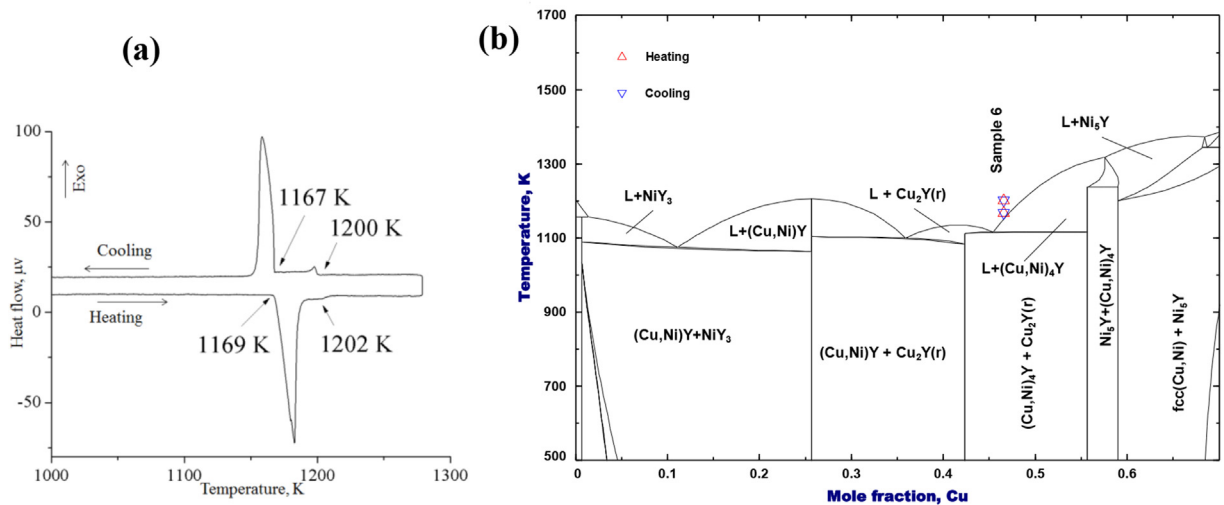 (a)
100
50
0
-50
Heat flow, μv
Exo
Cooling
Heating
1167 K
1200 K
1169 K
1202 K
1000
1100
1200
1300
Temperature, K
(b)
1700
1500
1300
1100
900
700
500
Temperature, K
Heating
Cooling
Sample 6
L+Ni₅Y
L+NiY₃
L + Cu₂Y(r)
L+(Cu,Ni)Y
L+(Cu,Ni)₄Y
(Cu,Ni)Y+NiY₃
(Cu,Ni)Y + Cu₂Y(r)
(Cu,Ni)₄Y + Cu₂Y(r)
Ni₅Y+(Cu,Ni)₄Y
fcc(Cu,Ni) + Ni₅Y
0
0.1
0.2
0.3
0.4
0.5
0.6
Mole fraction, Cu